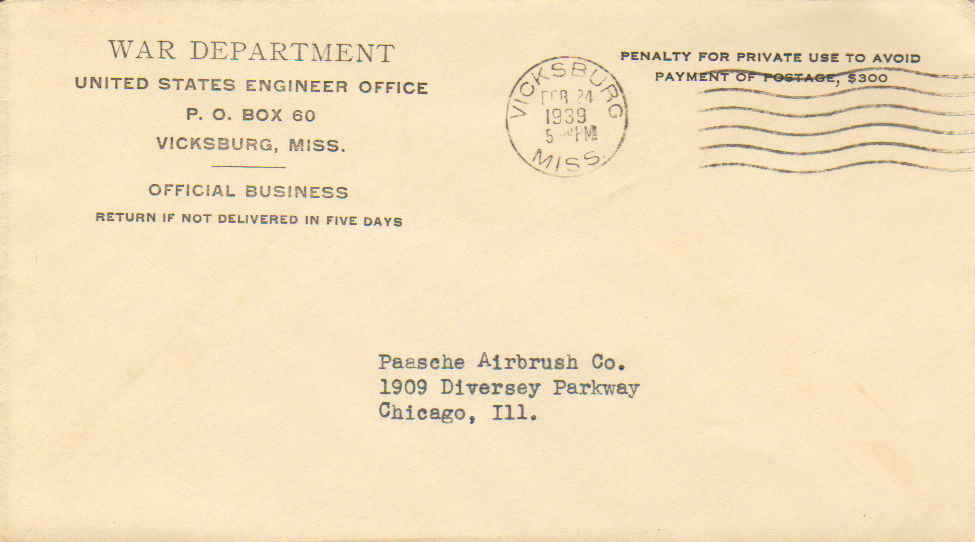 WAR DEPARTMENT
UNITED STATES ENGINEER OFFICE
P. O. BOX 60
VICKSBURG, MISS.
OFFICIAL BUSINESS
RETURN IF NOT DELIVERED IN FIVE DAYS
VICKSBURG
FEB 24
1939
5 PM
MISS.
PENALTY FOR PRIVATE USE TO AVOID
PAYMENT OF POSTAGE, $300
Paasche Airbrush Co.
1909 Diversey Parkway
Chicago, Ill.